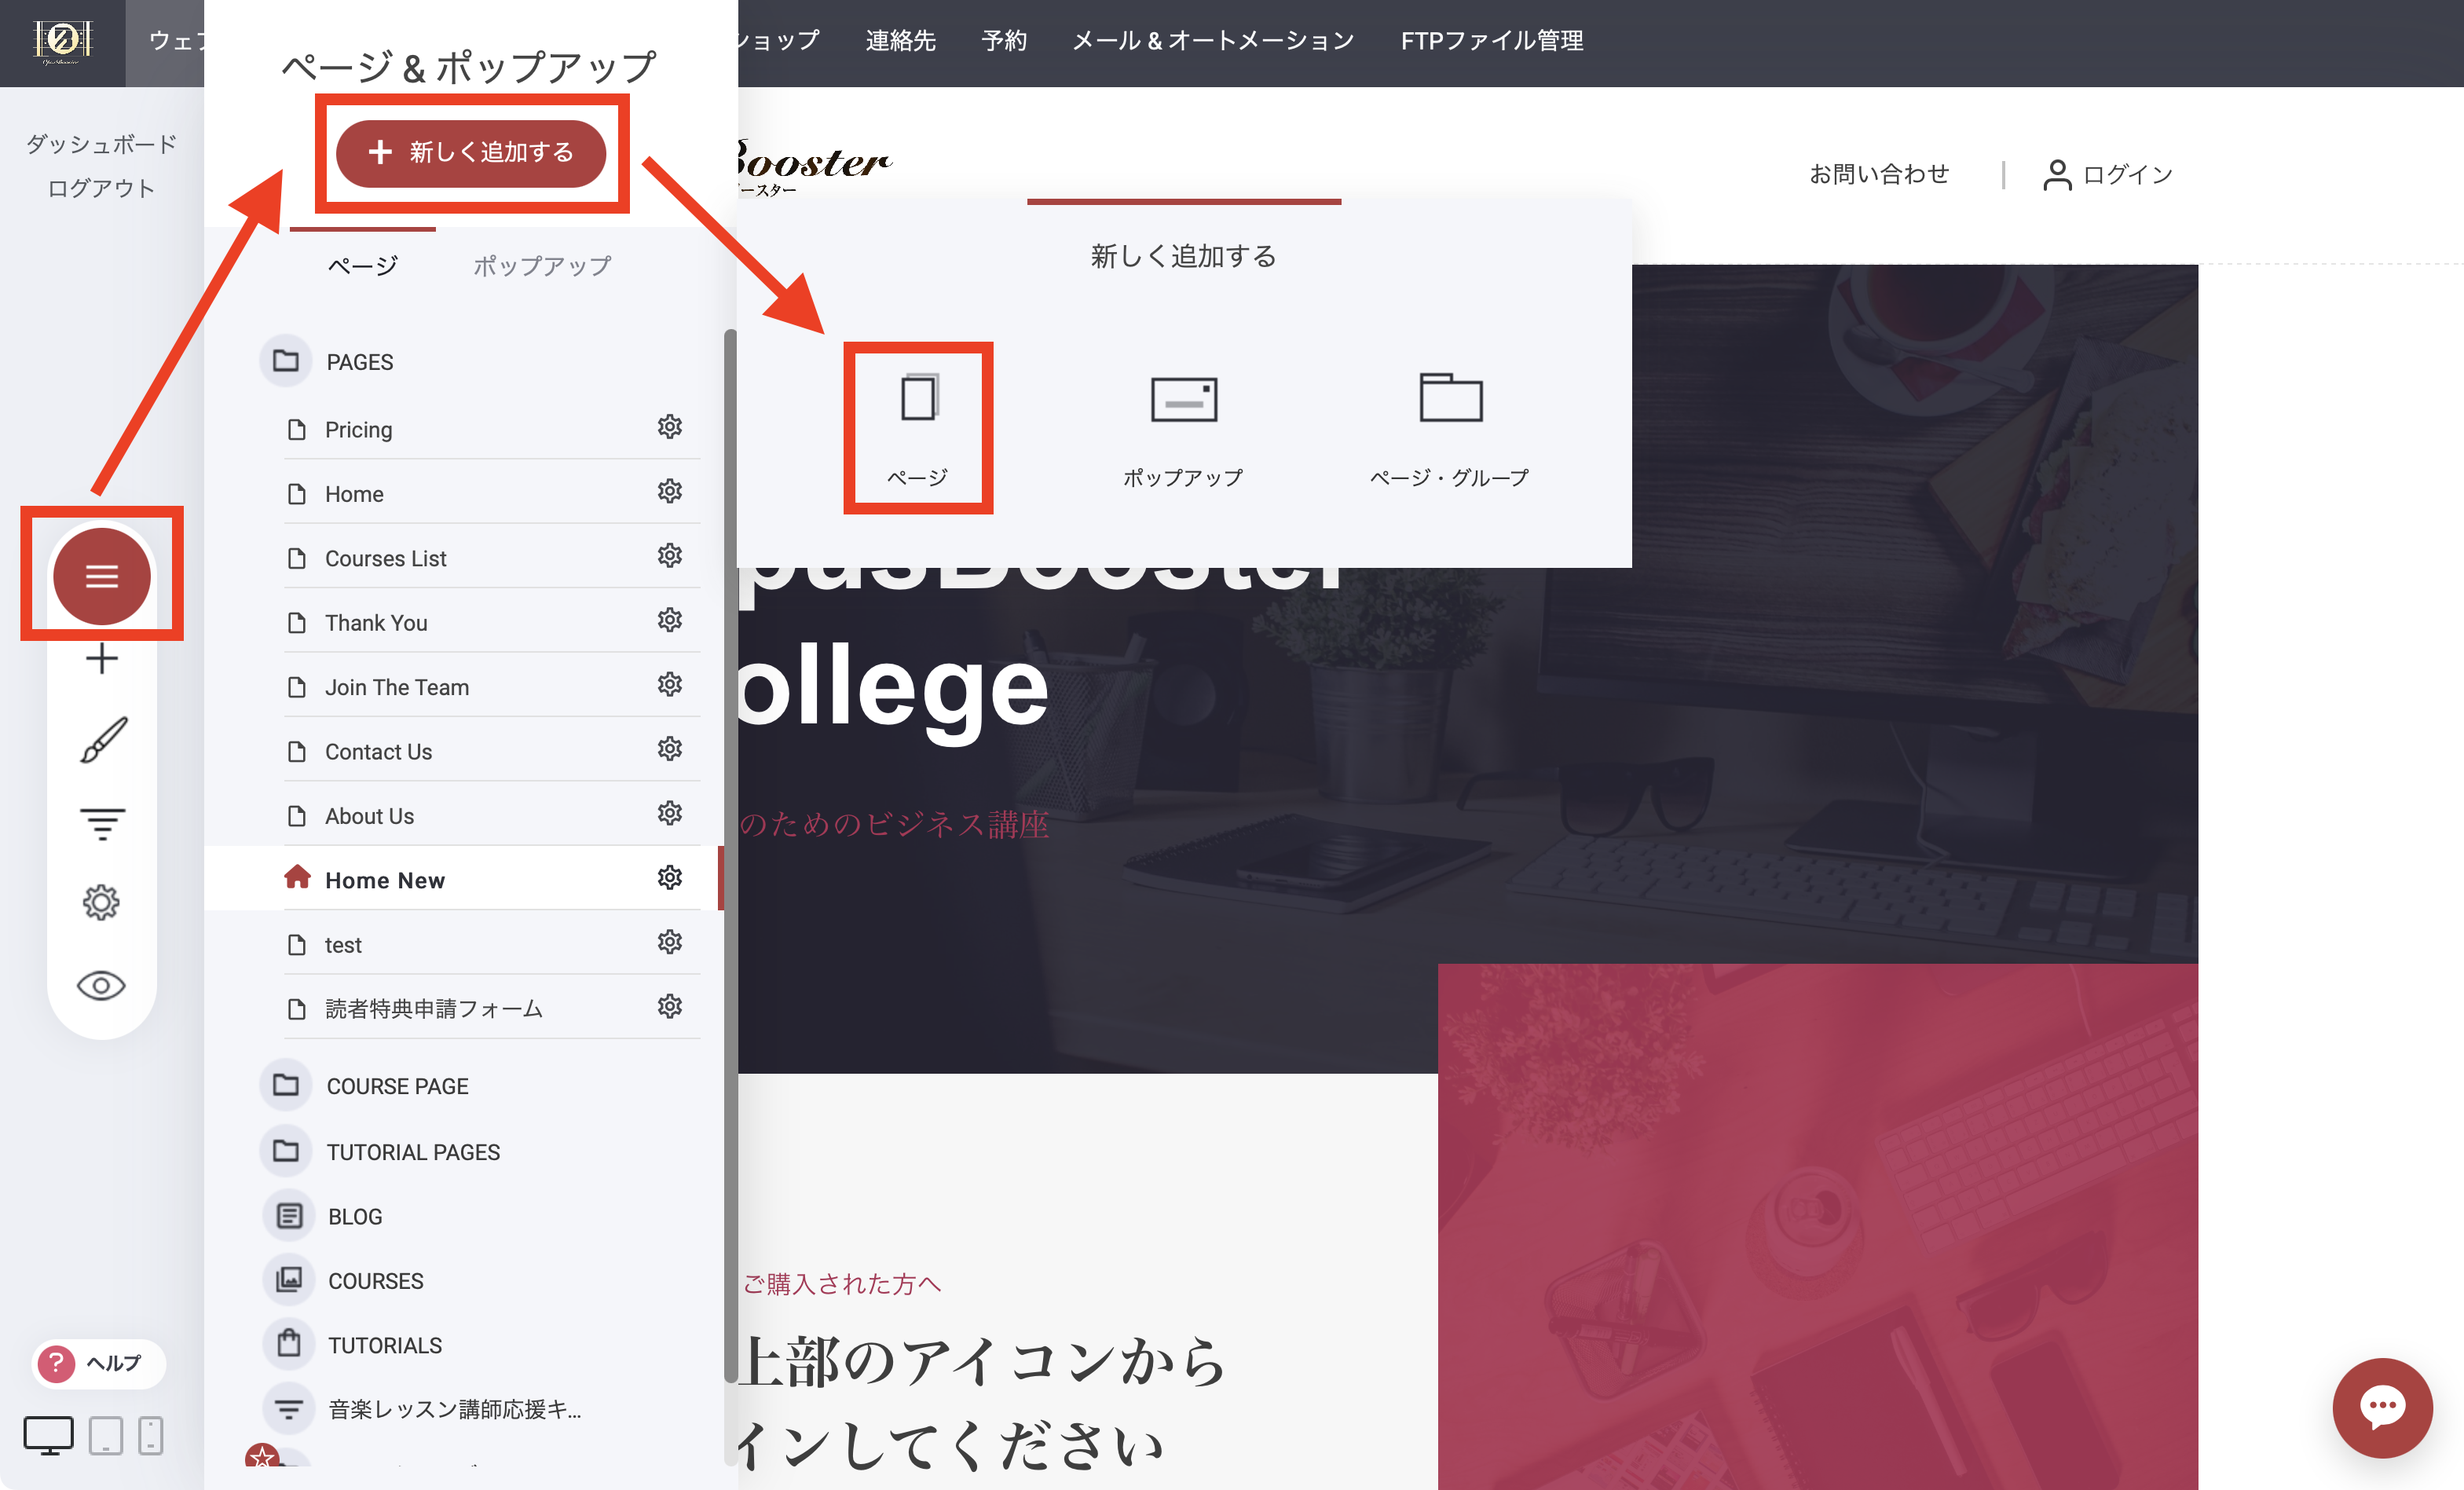 ウェブ
ショップ
連絡先
予約
メール & オートメーション
FTPファイル管理
ダッシュボード
ログアウト
ページ & ポップアップ
+ 新しく追加する
ページ
ポップアップ
PAGES
Pricing
Home
Courses List
Thank You
Join The Team
Contact Us
About Us
Home New
test
読者特典申請フォーム
COURSE PAGE
TUTORIAL PAGES
BLOG
COURSES
TUTORIALS
音楽レッスン講師応援キ...
? ヘルプ
Booster
ースター
お問い合わせ
ログイン
新しく追加する
ページ
ポップアップ
ページ・グループ
pusBooster
ollege
のためのビジネス講座
ご購入された方へ
上部のアイコンから
インしてください